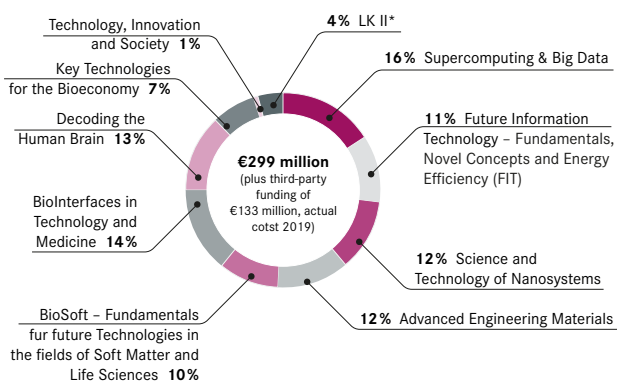 Technology, Innovation
and Society 1%
4% LK II*
16% Supercomputing & Big Data
Key Technologies
for the Bioeconomy 7%
11% Future Information
Technology – Fundamentals,
Novel Concepts and Energy
Efficiency (FIT)
Decoding the
Human Brain 13%
€299 million
(plus third-party
funding of
€133 million, actual
cotst 2019)
BioInterfaces in
Technology and
Medicine 14%
12% Science and
Technology of Nanosystems
12% Advanced Engineering Materials
BioSoft – Fundamentals
fur future Technologies in
the fields of Soft Matter and
Life Sciences 10%